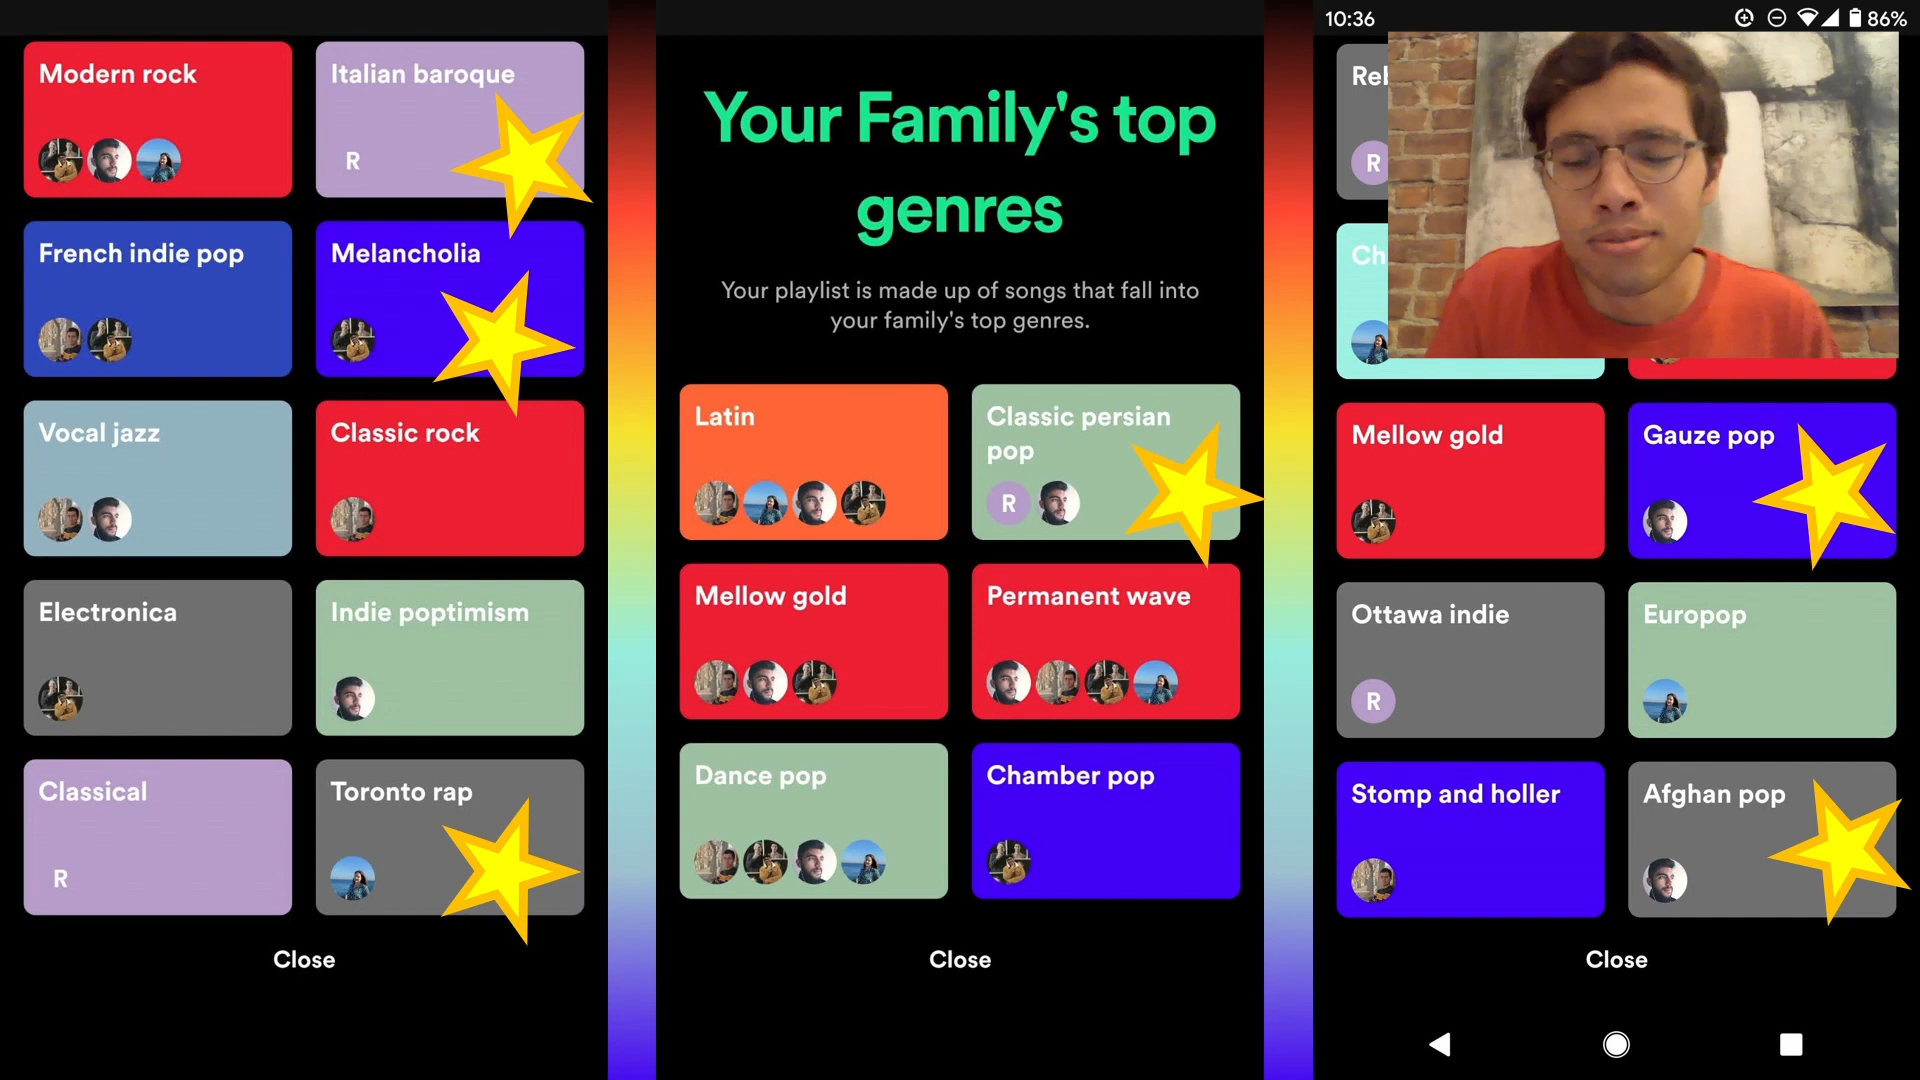 Modern rock
Italian baroque
R
French indie pop
Melancholia
Vocal jazz
Classic rock
Electronica
Indie poptimism
Classical
R
Toronto rap
Close
Your Family's top
genres
Your playlist is made up of songs that fall into
your family's top genres.
Latin
Classic persian
pop
R
Mellow gold
Permanent wave
Dance pop
Chamber pop
Close
10:36
86%
R
Mellow gold
Gauze pop
Ottawa indie
R
Europop
Stomp and holler
Afghan pop
Close